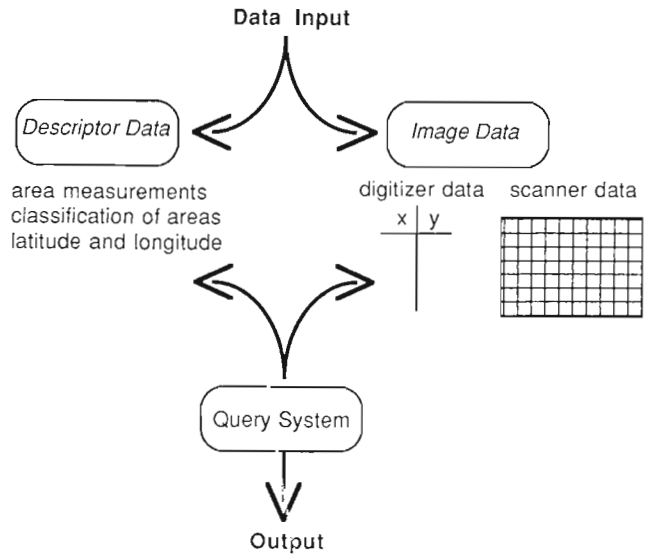 Data Input
Descriptor Data
Image Data
area measurements
classification of areas
latitude and longitude
digitizer data
scanner data
x y
Query System
Output